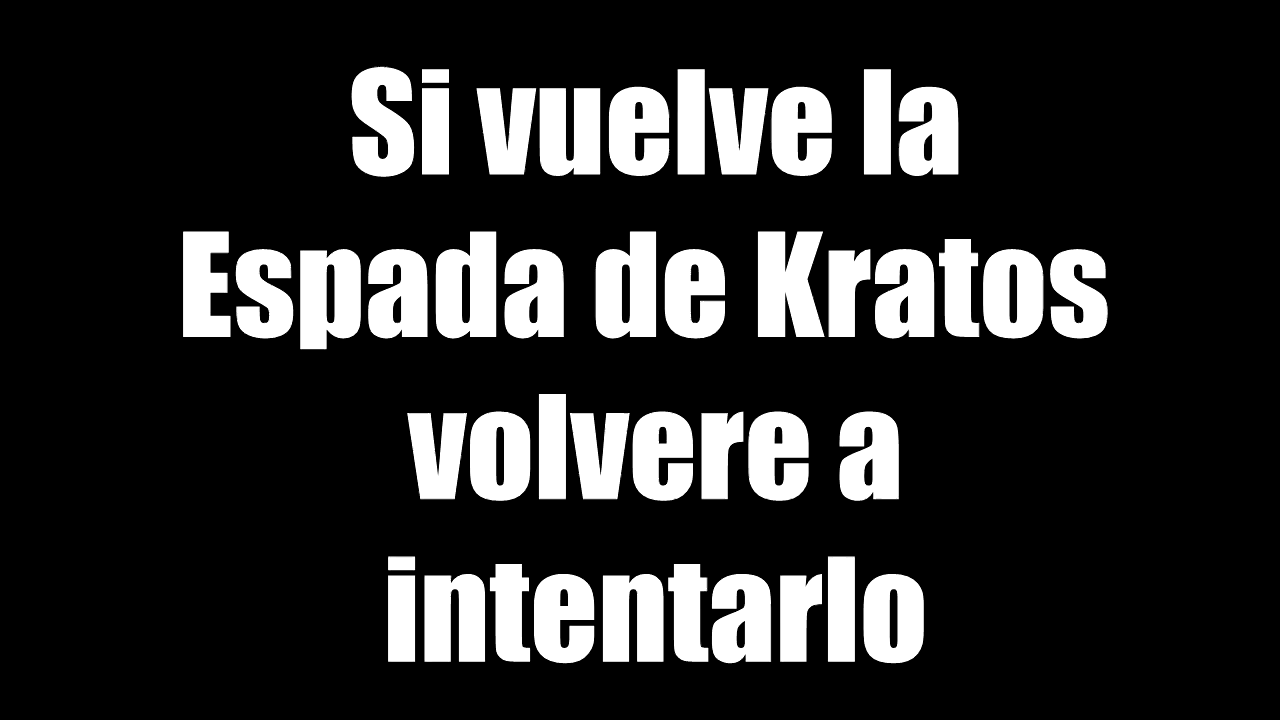 Si vuelve la
Espada de Kratos
volvere a
intentarlo